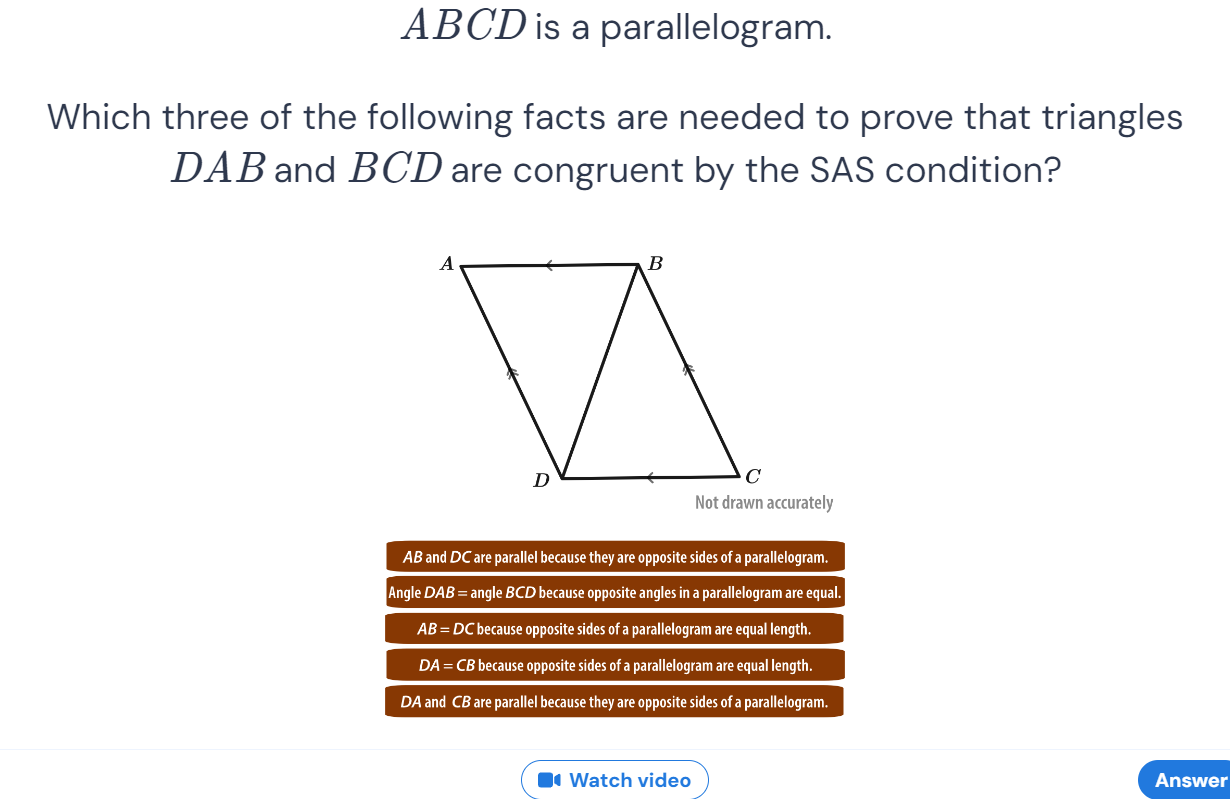 ABCD is a parallelogram.
Which three of the following facts are needed to prove that triangles
DAB and BCD are congruent by the SAS condition?
A
B
D
C
Not drawn accurately
AB and DC are parallel because they are opposite sides of a parallelogram.
Angle DAB = angle BCD because opposite angles in a parallelogram are equal.
AB = DC because opposite sides of a parallelogram are equal length.
DA = CB because opposite sides of a parallelogram are equal length.
DA and CB are parallel because they are opposite sides of a parallelogram.
Watch video
Answer